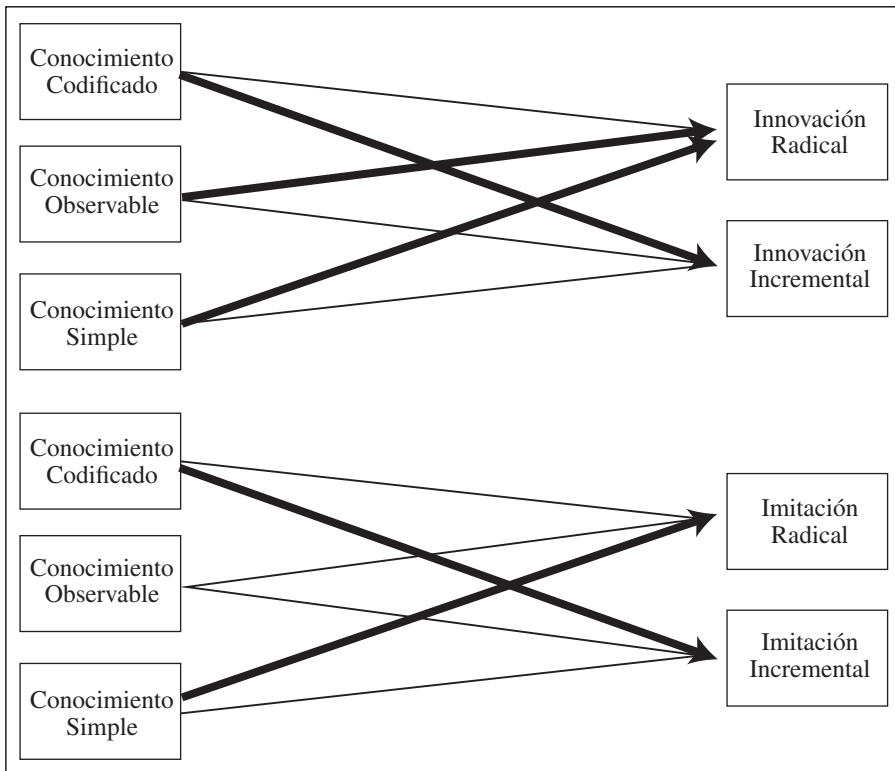 Conocimiento
Codificado
Conocimiento
Observable
Conocimiento
Simple
Innovación
Radical
Innovación
Incremental
Conocimiento
Codificado
Conocimiento
Observable
Conocimiento
Simple
Imitación
Radical
Imitación
Incremental